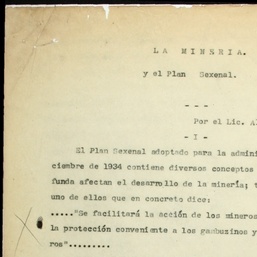 LA MINERIA.
y el Plan Sexenal.
- - -
Por el Lic.
- I -
El Plan Sexenal adoptado para la
ciembre de 1934 contiene diversos conceptos
funda afectan el desarrollo de la minería;
uno de ellos que en concreto dice:
....."Se facilitará la acción de los mineros
la protección conveniente a los gambuzinos y
ros".........